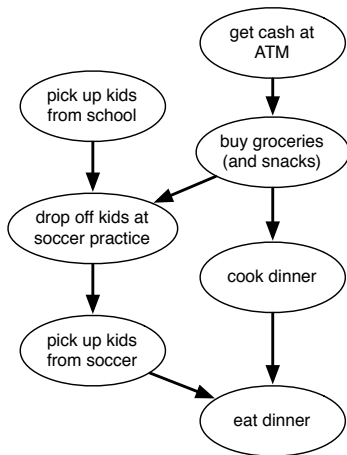 get cash at
ATM
pick up kids
from school
buy groceries
(and snacks)
drop off kids at
soccer practice
cook dinner
pick up kids
from soccer
eat dinner